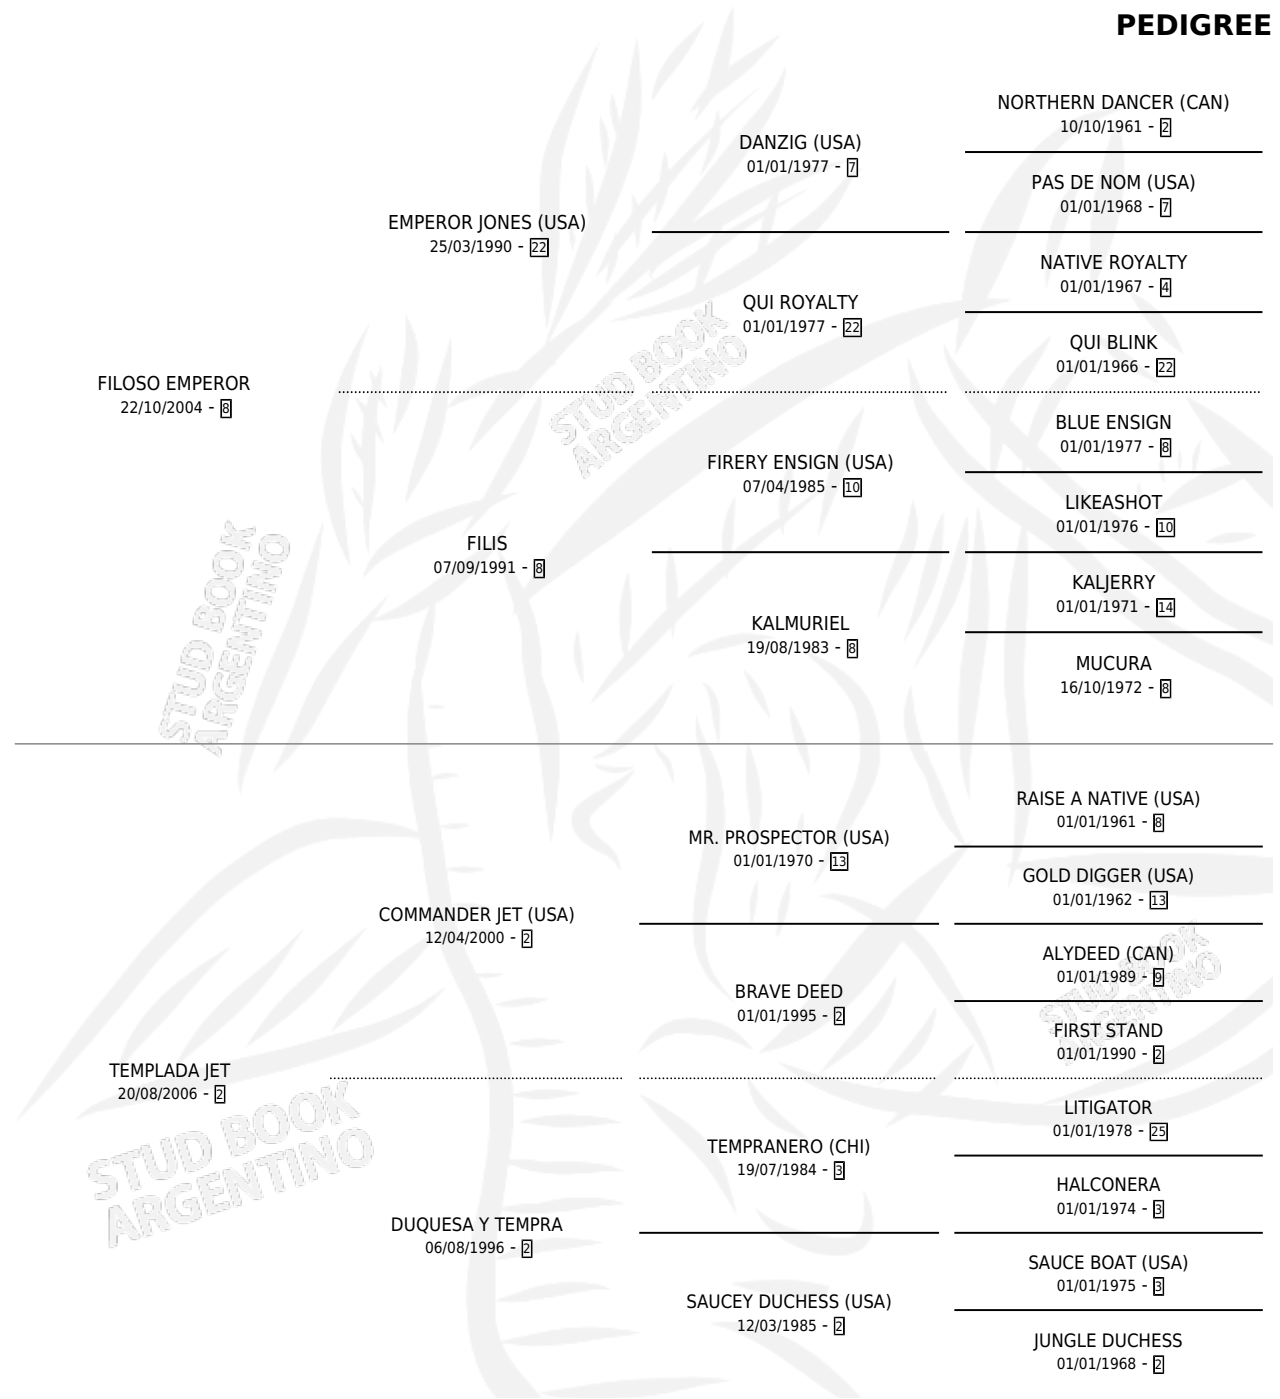 PEDIGREE
NORTHERN DANCER (CAN)
10/10/1961 - 2
DANZIG (USA)
01/01/1977 - 7
PAS DE NOM (USA)
01/01/1968 - 7
EMPEROR JONES (USA)
25/03/1990 - 22
NATIVE ROYALTY
01/01/1967 - 4
QUI ROYALTY
01/01/1977 - 22
QUI BLINK
01/01/1966 - 22
FILOSO EMPEROR
22/10/2004 - 8
STUD BOOK
ARGENTINO
BLUE ENSIGN
01/01/1977 - 8
FIRERY ENSIGN (USA)
07/04/1985 - 10
LIKEASHOT
01/01/1976 - 10
FILIS
07/09/1991 - 8
KALJERRY
01/01/1971 - 14
KALMURIEL
19/08/1983 - 8
MUCURA
16/10/1972 - 8
STUD BOOK
ARGENTINO
RAISE A NATIVE (USA)
01/01/1961 - 8
MR. PROSPECTOR (USA)
01/01/1970 - 13
GOLD DIGGER (USA)
01/01/1962 - 13
COMMANDER JET (USA)
12/04/2000 - 2
ALYDEED (CAN)
01/01/1989 - 9
BRAVE DEED
01/01/1995 - 2
STUD BOOK
ARGENTINO
FIRST STAND
01/01/1990 - 2
TEMPLADA JET
20/08/2006 - 2
LITIGATOR
01/01/1978 - 25
TEMPRANERO (CHI)
19/07/1984 - 3
HALCONERA
01/01/1974 - 3
STUD BOOK
ARGENTINO
DUQUESA Y TEMPRA
06/08/1996 - 2
SAUCE BOAT (USA)
01/01/1975 - 3
SAUCEY DUCHESS (USA)
12/03/1985 - 2
JUNGLE DUCHESS
01/01/1968 - 2